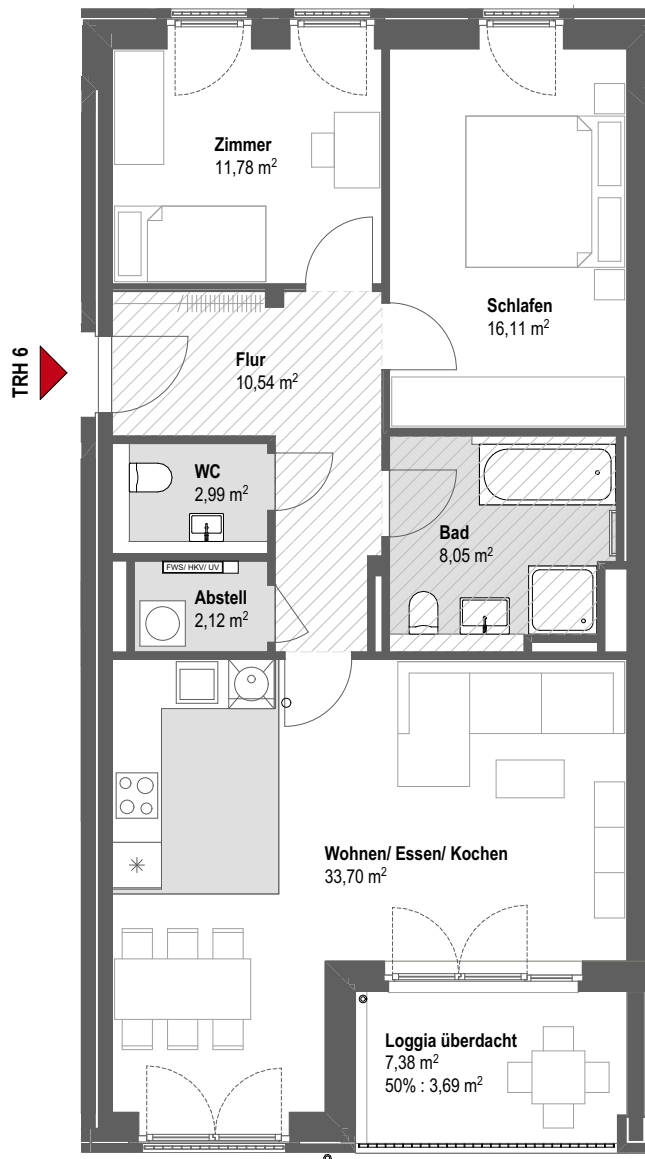 Zimmer
11,78 m²
Schlafen
16,11 m²
TRH 6
Flur
10,54 m²
WC
2,99 m²
Bad
8,05 m²
FWS/ HKV/ UV
Abstell
2,12 m²
Wohnen/ Essen/ Kochen
33,70 m²
Loggia überdacht
7,38 m²
50% : 3,69 m²